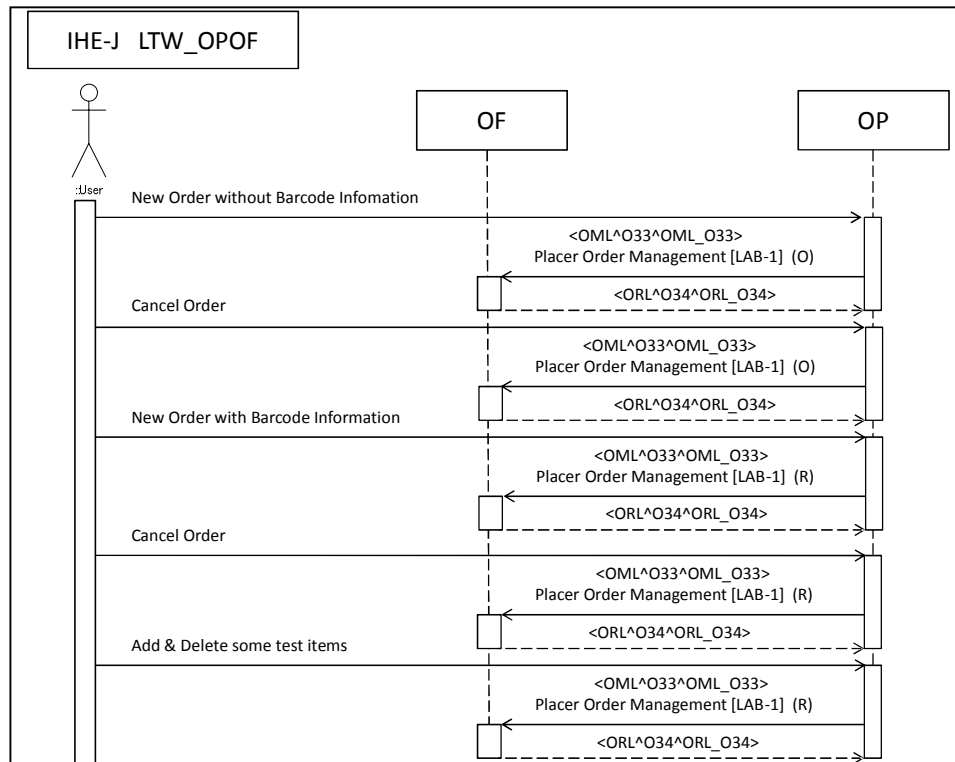 IHE-J LTW_OPOF
OF
OP
::User
New Order without Barcode Infomation
<OML^O33^OML_O33>
Placer Order Management [LAB-1] (O)
<ORL^O34^ORL_O34>
Cancel Order
<OML^O33^OML_O33>
Placer Order Management [LAB-1] (O)
<ORL^O34^ORL_O34>
New Order with Barcode Information
<OML^O33^OML_O33>
Placer Order Management [LAB-1] (R)
<ORL^O34^ORL_O34>
Cancel Order
<OML^O33^OML_O33>
Placer Order Management [LAB-1] (R)
<ORL^O34^ORL_O34>
Add & Delete some test items
<OML^O33^OML_O33>
Placer Order Management [LAB-1] (R)
<ORL^O34^ORL_O34>